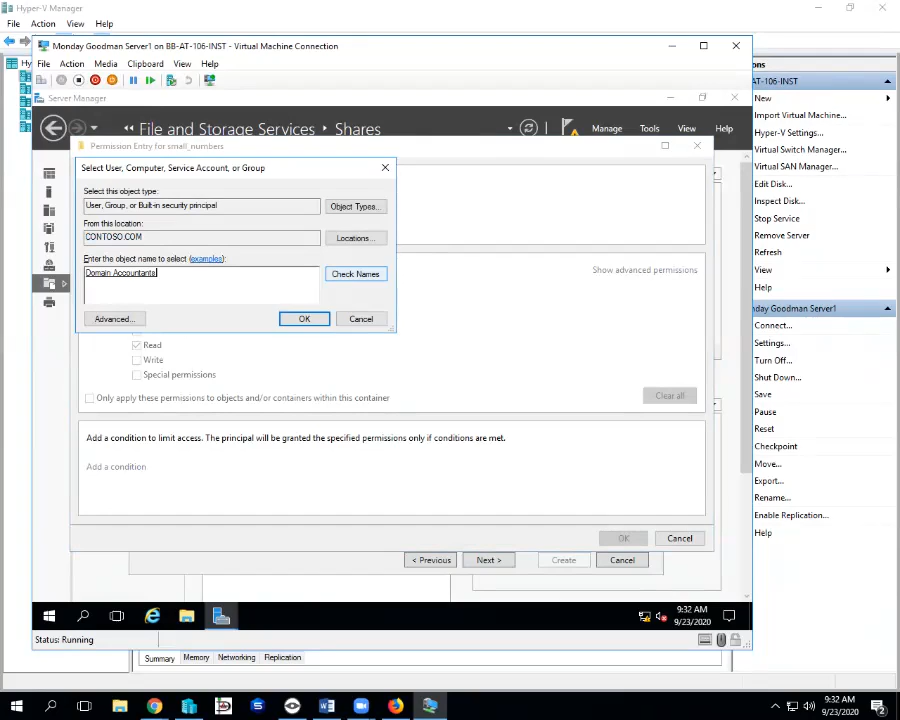 Hyper-V Manager
File Action View Help
Monday Goodman Server1 on BB-AT-106-INST - Virtual Machine Connection
File Action Media Clipboard View Help
Server Manager
File and Storage Services Shares
Manage Tools View Help
Permission Entry for small_numbers
Select User, Computer, Service Account, or Group
Select this object type:
User, Group, or Built-in security principal
Object Types...
From this location:
CONTOSO.COM
Locations...
Enter the object name to select (examples):
Domain Accountants
Check Names
Advanced...
OK
Cancel
Show advanced permissions
Read
Write
Special permissions
Only apply these permissions to objects and/or containers within this container
Clear all
Add a condition to limit access. The principal will be granted the specified permissions only if conditions are met.
Add a condition
OK
Cancel
< Previous
Next >
Create
Cancel
9:32 AM
9/23/2020
Status: Running
Summary Memory Networking Replication
ons
AT-106-INST
New
Import Virtual Machine...
Hyper-V Settings...
Virtual Switch Manager...
Virtual SAN Manager...
Edit Disk...
Inspect Disk...
Stop Service
Remove Server
Refresh
View
Help
nday Goodman Server1
Connect...
Settings...
Turn Off...
Shut Down...
Save
Pause
Reset
Checkpoint
Move...
Export...
Rename...
Enable Replication...
Help
9:32 AM
9/23/2020